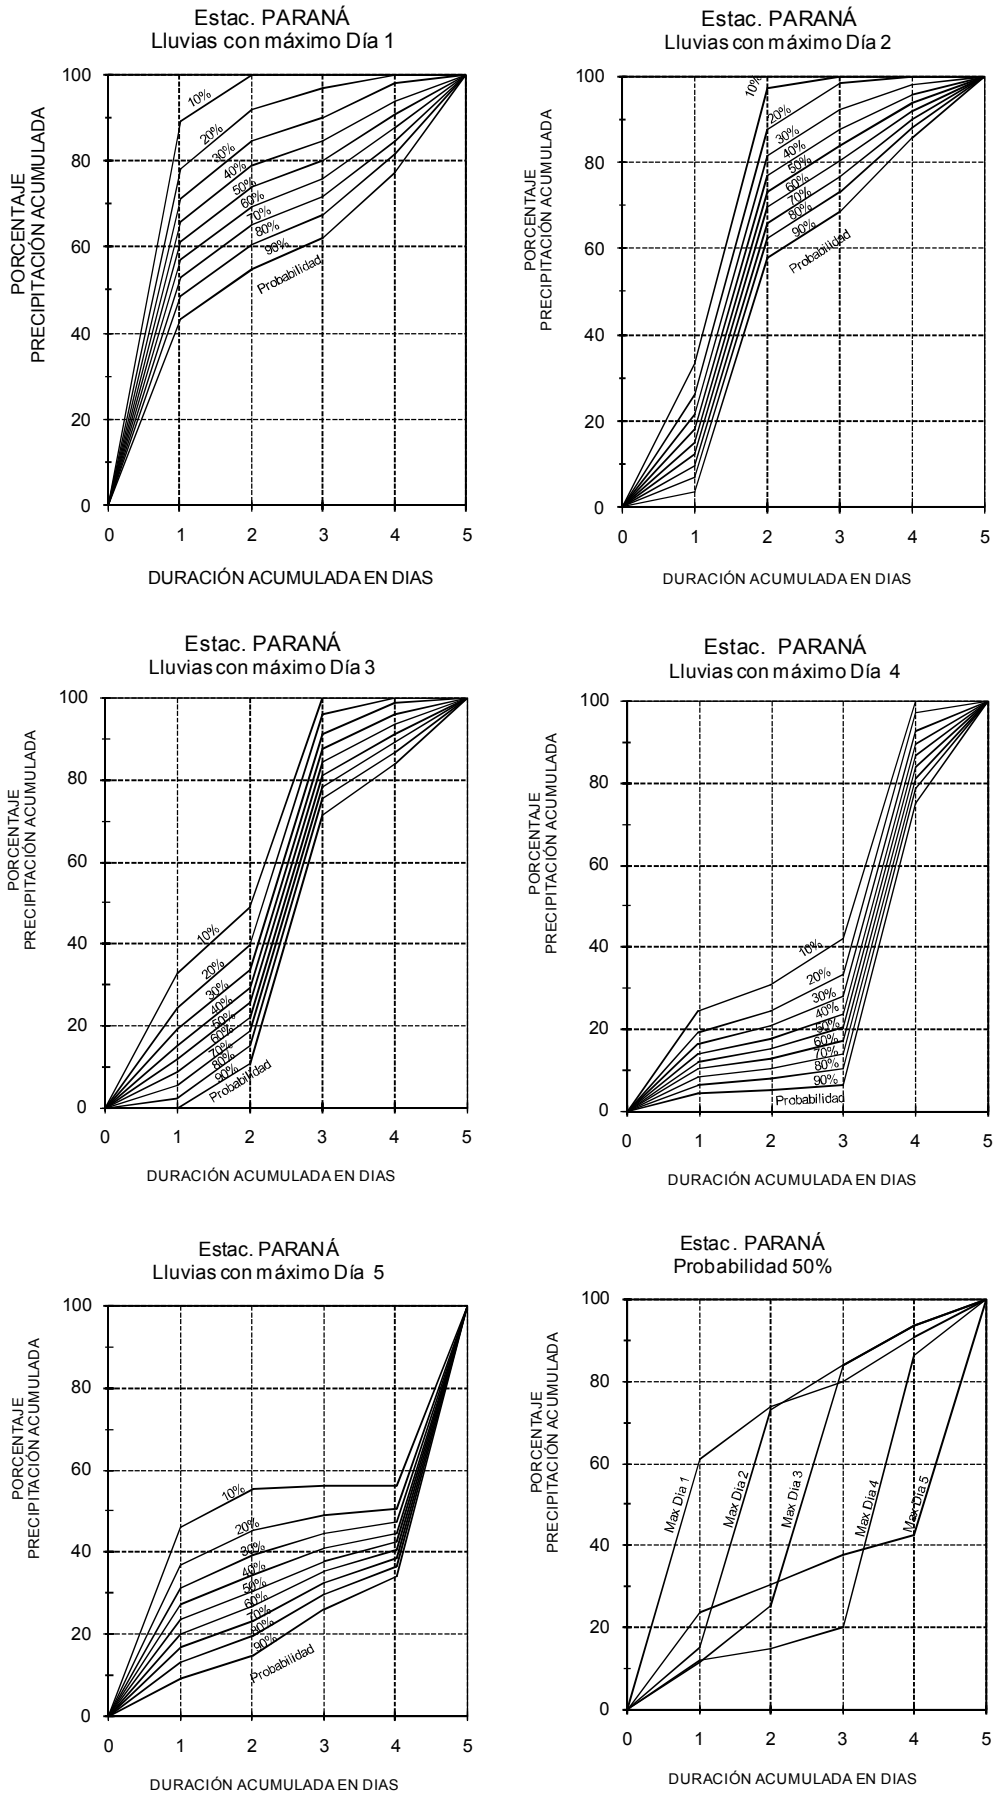 Estac. PARANÁ
Lluvias con máximo Día 1
PORCENTAJE
PRECIPITACIÓN ACUMULADA
100
80
60
40
20
0
10%
20%
30%
40%
50%
60%
70%
80%
90%
Probabilidad
0 1 2 3 4 5
DURACIÓN ACUMULADA EN DIAS
Estac. PARANÁ
Lluvias con máximo Día 2
PORCENTAJE
PRECIPITACIÓN ACUMULADA
100
80
60
40
20
0
10%
20%
30%
40%
50%
60%
70%
80%
90%
Probabilidad
0 1 2 3 4 5
DURACIÓN ACUMULADA EN DIAS
Estac. PARANÁ
Lluvias con máximo Día 3
PORCENTAJE
PRECIPITACIÓN ACUMULADA
100
80
60
40
20
0
10%
20%
30%
40%
50%
60%
70%
80%
90%
Probabilidad
0 1 2 3 4 5
DURACIÓN ACUMULADA EN DIAS
Estac. PARANÁ
Lluvias con máximo Día 4
PORCENTAJE
PRECIPITACIÓN ACUMULADA
100
80
60
40
20
0
10%
20%
30%
40%
50%
60%
70%
80%
90%
Probabilidad
0 1 2 3 4 5
DURACIÓN ACUMULADA EN DIAS
Estac. PARANÁ
Lluvias con máximo Día 5
PORCENTAJE
PRECIPITACIÓN ACUMULADA
100
80
60
40
20
0
10%
20%
30%
40%
50%
60%
70%
80%
90%
Probabilidad
0 1 2 3 4 5
DURACIÓN ACUMULADA EN DIAS
Estac. PARANÁ
Probabilidad 50%
PORCENTAJE
PRECIPITACIÓN ACUMULADA
100
80
60
40
20
0
Max Dia 1
Max Dia 2
Max Dia 3
Max Dia 4
Max Dia 5
0 1 2 3 4 5
DURACIÓN ACUMULADA EN DIAS